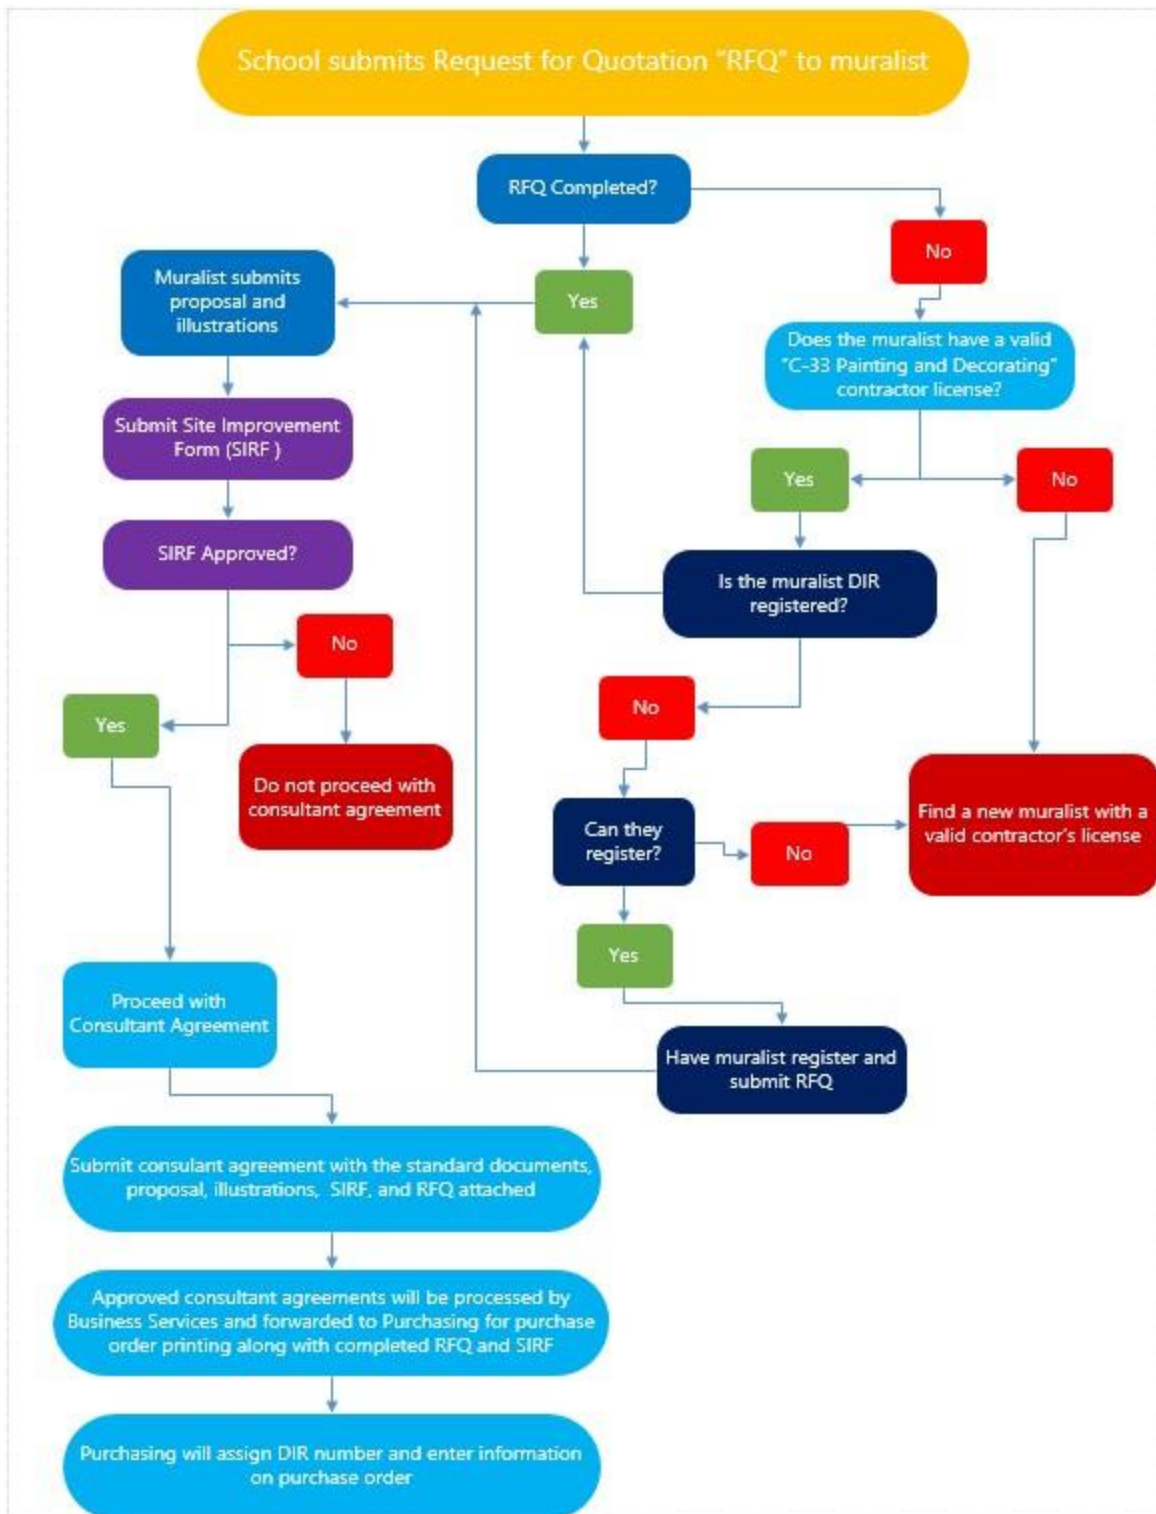 School submits Request for Quotation "RFQ" to muralist
RFQ Completed?
No
Yes
Muralist submits
proposal and
illustrations
Does the muralist have a valid
"C-33 Painting and Decorating"
contractor license?
Submit Site Improvement
Form (SIRF )
Yes
No
SIRF Approved?
Is the muralist DIR
registered?
No
No
Yes
Do not proceed with
consultant agreement
Can they
register?
No
Find a new muralist with a
valid contractor's license
Yes
Proceed with
Consultant Agreement
Have muralist register and
submit RFQ
Submit consulant agreement with the standard documents,
proposal, illustrations, SIRF, and RFQ attached
Approved consultant agreements will be processed by
Business Services and forwarded to Purchasing for purchase
order printing along with completed RFQ and SIRF
Purchasing will assign DIR number and enter information
on purchase order